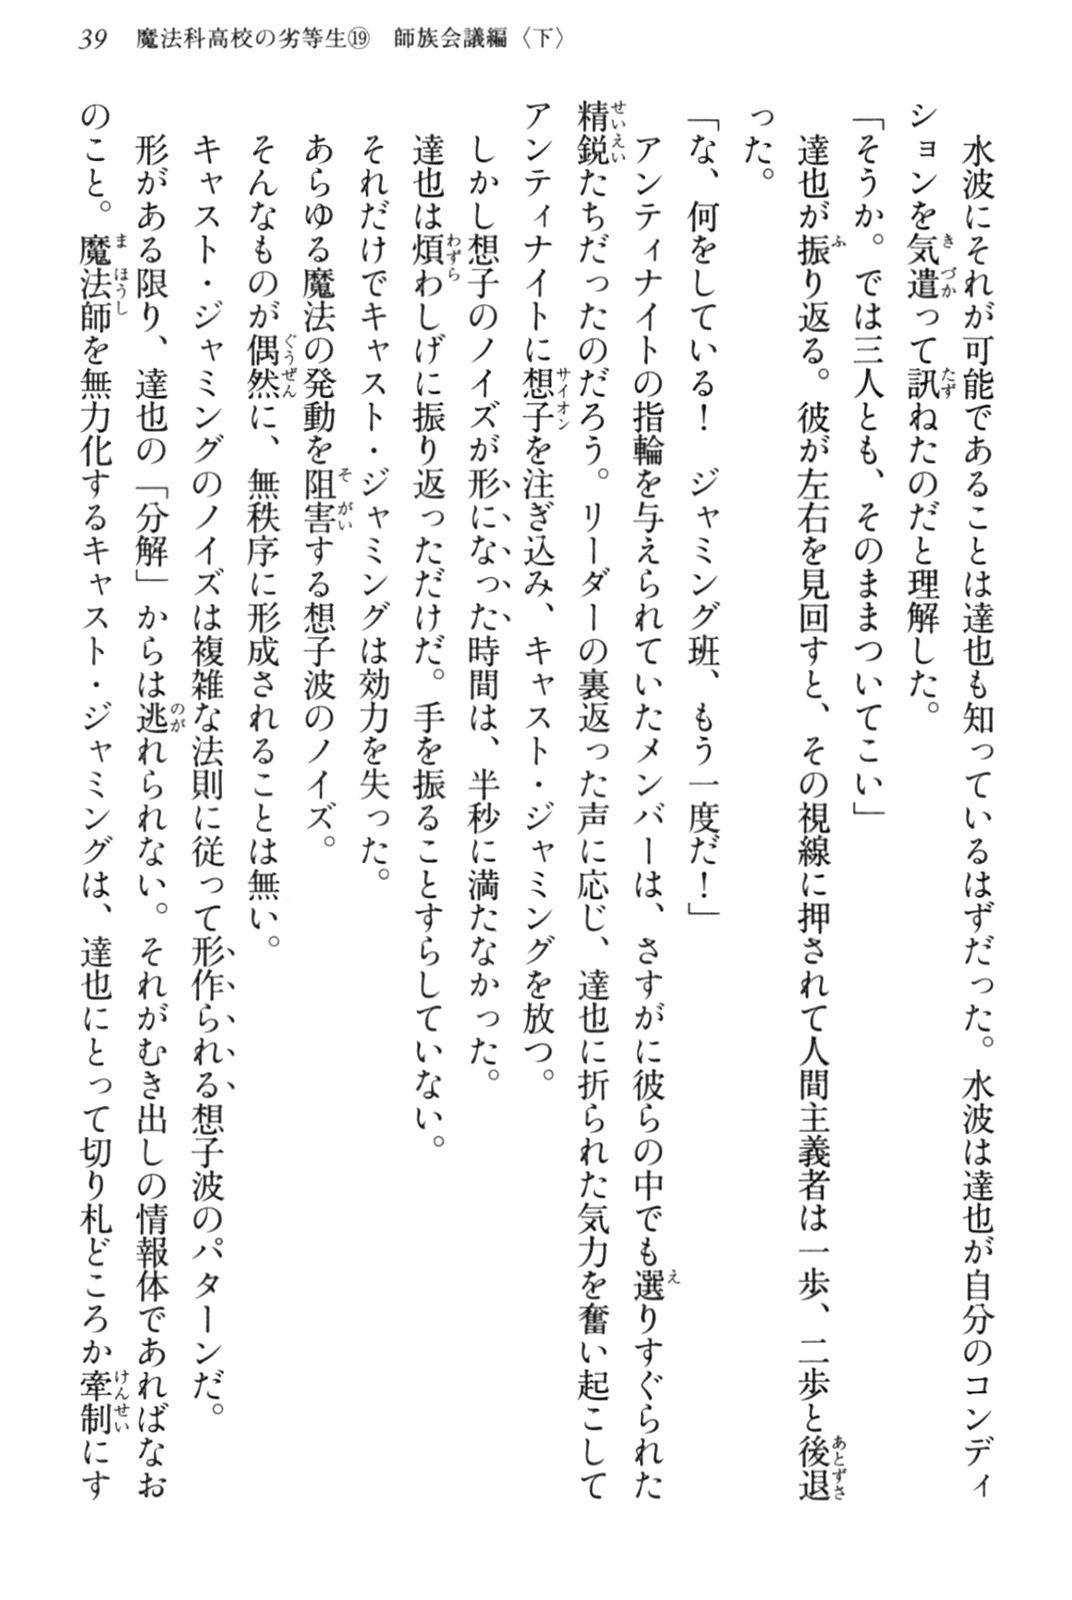 39　魔法科高校の劣等生⑲　師族会議編〈下〉
　水波にそれが可能であることは達也も知っているはずだった。水波は達也が自分のコンディ
ションを気遣って訊ねたのだと理解した。
「そうか。では三人とも、そのままついてこい」
　達也が振り返る。彼が左右を見回すと、その視線に押されて人間主義者は一歩、二歩と後退
った。
「な、何をしている！　ジャミング班、もう一度だ！」
　アンティナイトの指輪を与えられていたメンバーは、さすがに彼らの中でも選りすぐられた
精鋭たちだったのだろう。リーダーの裏返った声に応じ、達也に折られた気力を奮い起こして
アンティナイトに想子を注ぎ込み、キャスト・ジャミングを放つ。
　しかし想子のノイズが形になった時間は、半秒に満たなかった。
　達也は煩わしげに振り返っただけだ。手を振ることすらしていない。
　それだけでキャスト・ジャミングは効力を失った。
　あらゆる魔法の発動を阻害する想子波のノイズ。
　そんなものが偶然に、無秩序に形成されることは無い。
　キャスト・ジャミングのノイズは複雑な法則に従って形作られる想子波のパターンだ。
　形がある限り、達也の「分解」からは逃れられない。それがむき出しの情報体であればなお
のこと。魔法師を無力化するキャスト・ジャミングは、達也にとって切り札どころか牽制にす